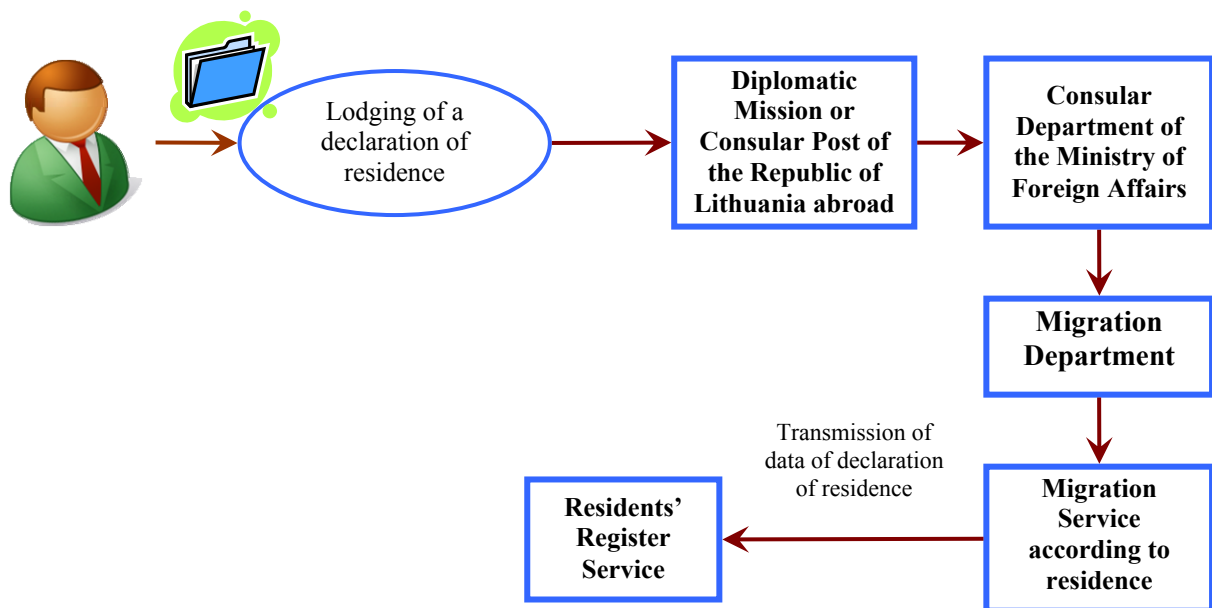 Lodging of a
declaration of
residence
Diplomatic
Mission or
Consular Post of
the Republic of
Lithuania abroad
Consular
Department of
the Ministry of
Foreign Affairs
Migration
Department
Migration
Service
according to
residence
Transmission of
data of declaration
of residence
Residents’
Register
Service